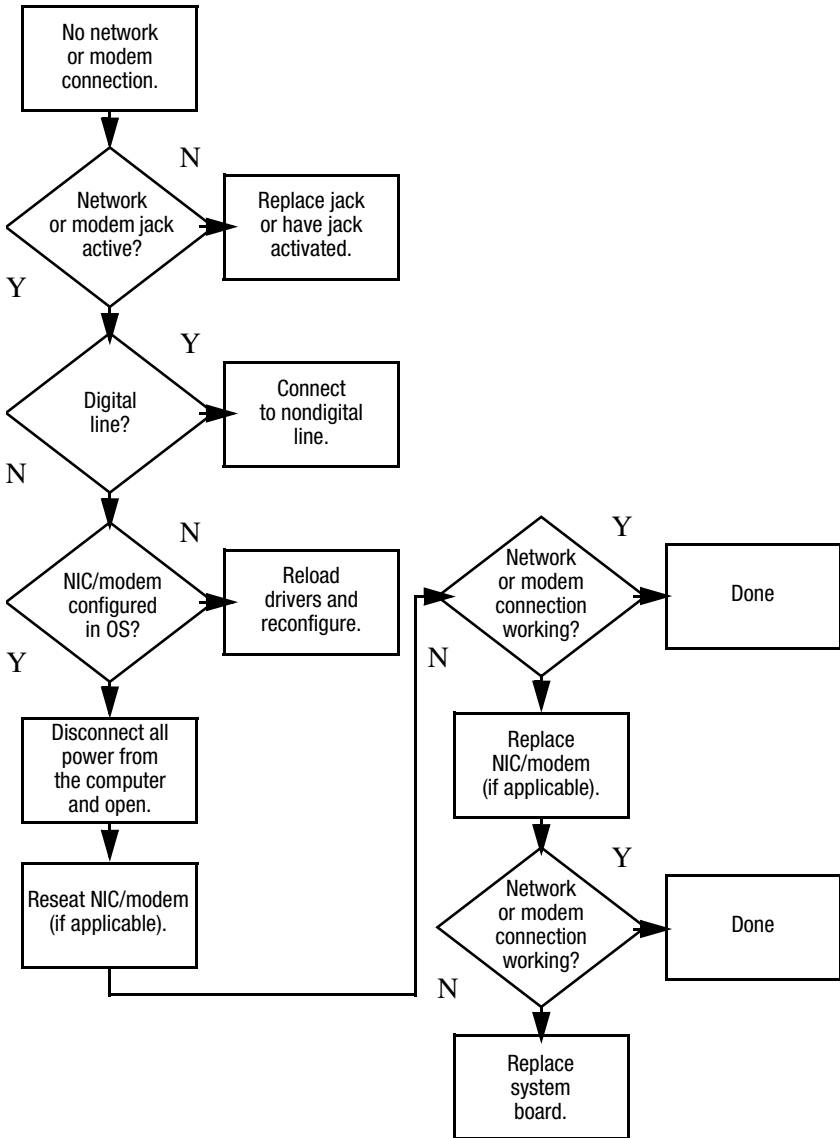 No network
or modem
connection.
N
Network
or modem jack
active?
Replace jack
or have jack
activated.
Y
Y
Digital
line?
Connect
to nondigital
line.
N
N
NIC/modem
configured
in OS?
Reload
drivers and
reconfigure.
Y
Disconnect all
power from
the computer
and open.
Reseat NIC/modem
(if applicable).
Y
Network
or modem
connection
working?
Done
N
Replace
NIC/modem
(if applicable).
Y
Network
or modem
connection
working?
Done
N
Replace
system
board.